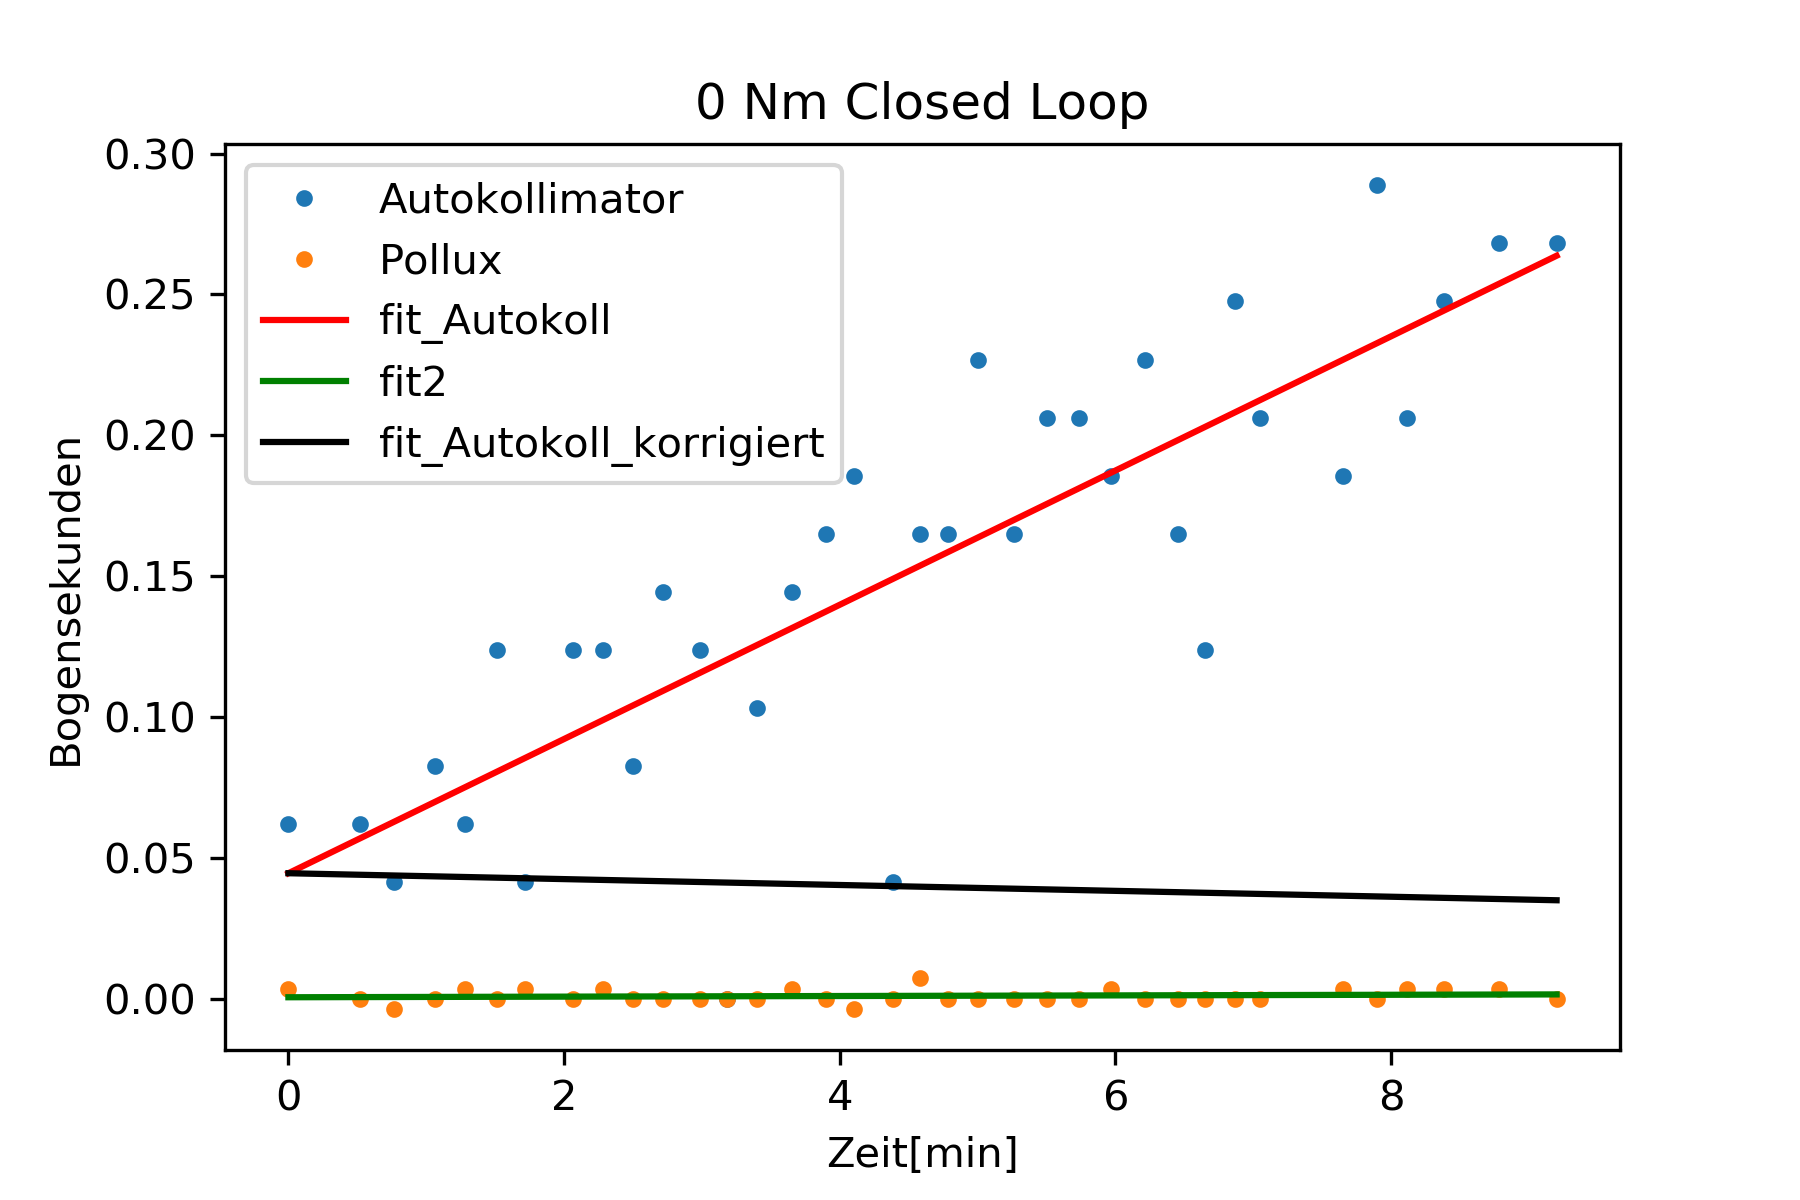 0 Nm Closed Loop
Autokollimator
Pollux
fit_Autokoll
fit2
fit_Autokoll_korrigiert
Bogensekunden
0.30
0.25
0.20
0.15
0.10
0.05
0.00
0 2 4 6 8
Zeit[min]